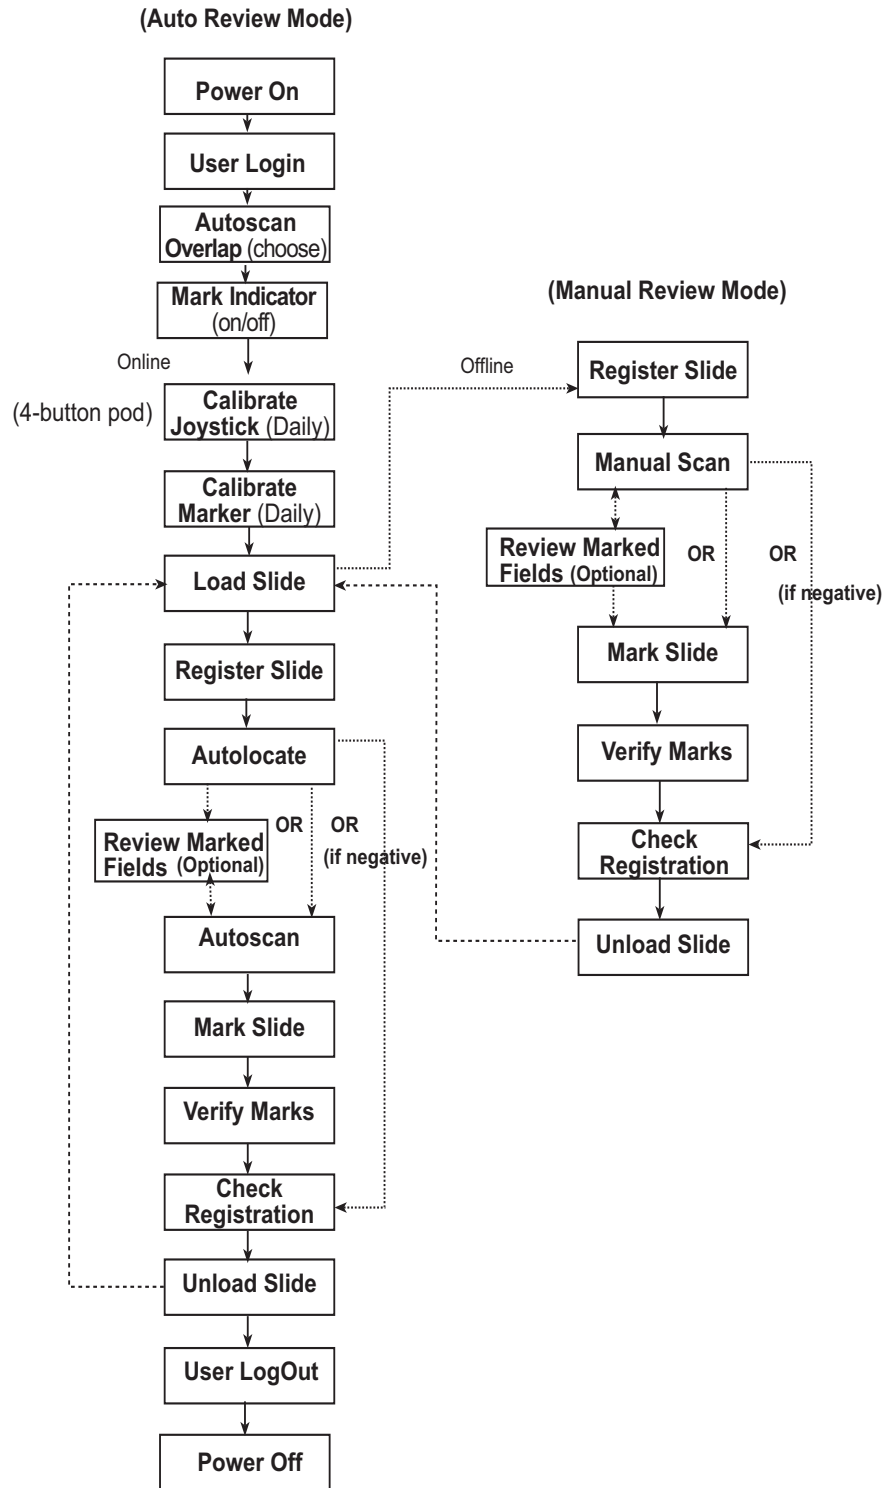 (Auto Review Mode)
Power On
User Login
Autoscan
Overlap (choose)
Mark Indicator
(on/off)
Online
(4-button pod)
Calibrate
Joystick (Daily)
Calibrate
Marker (Daily)
Load Slide
Register Slide
Autolocate
Review Marked
Fields (Optional)
OR
OR
(if negative)
Autoscan
Mark Slide
Verify Marks
Check
Registration
Unload Slide
User LogOut
Power Off
(Manual Review Mode)
Offline
Register Slide
Manual Scan
Review Marked
Fields (Optional)
OR
OR
(if negative)
Mark Slide
Verify Marks
Check
Registration
Unload Slide